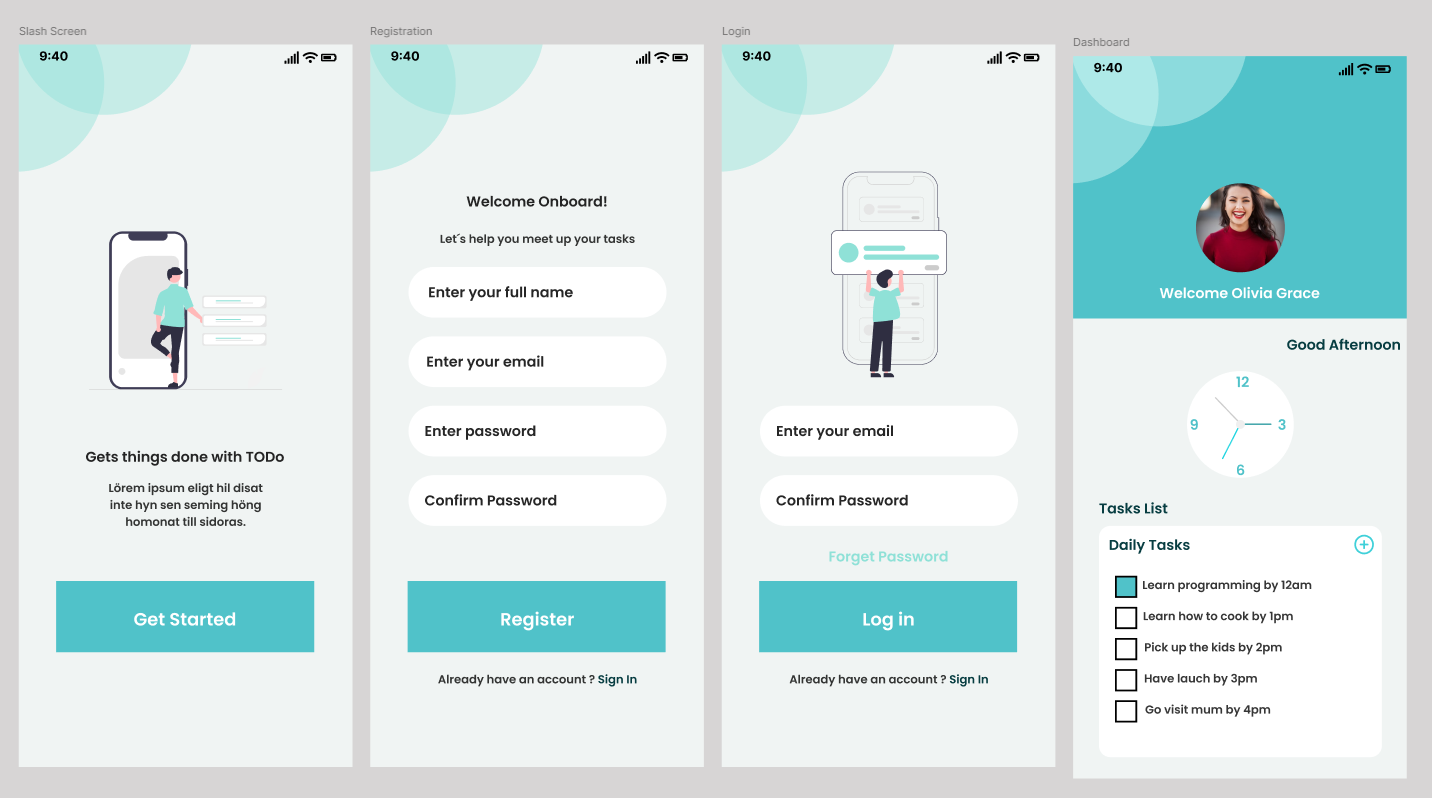 Slash Screen
9:40
Gets things done with TODo
Lörem ipsum eligt hil disat
inte hyn sen seming höng
homonat till sidoras.
Get Started
Registration
9:40
Welcome Onboard!
Let´s help you meet up your tasks
Enter your full name
Enter your email
Enter password
Confirm Password
Register
Already have an account ? Sign In
Login
9:40
Enter your email
Confirm Password
Forget Password
Log in
Already have an account ? Sign In
Dashboard
9:40
Welcome Olivia Grace
Good Afternoon
12
9
3
6
Tasks List
Daily Tasks
Learn programming by 12am
Learn how to cook by 1pm
Pick up the kids by 2pm
Have lauch by 3pm
Go visit mum by 4pm